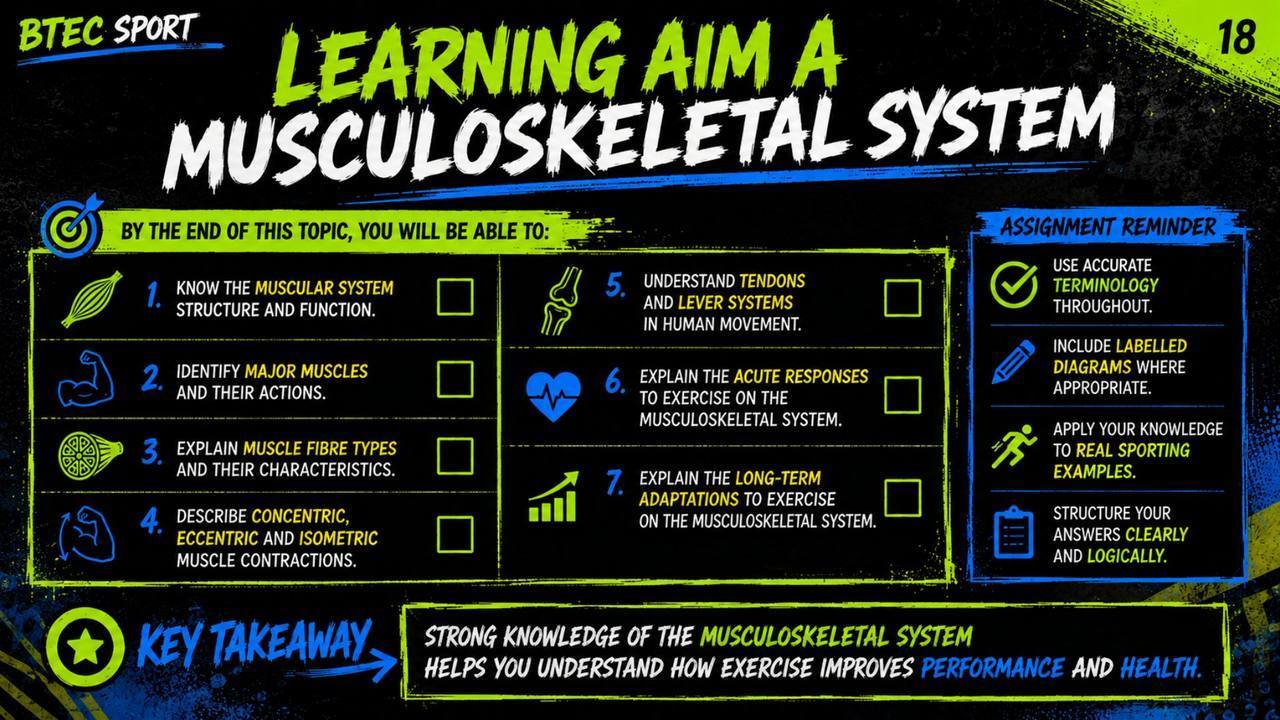 BTEC SPORT
18
LEARNING AIM A
MUSCULOSKELETAL SYSTEM
BY THE END OF THIS TOPIC, YOU WILL BE ABLE TO:
1. KNOW THE MUSCULAR SYSTEM
STRUCTURE AND FUNCTION.
2. IDENTIFY MAJOR MUSCLES
AND THEIR ACTIONS.
3. EXPLAIN MUSCLE FIBRE TYPES
AND THEIR CHARACTERISTICS.
4. DESCRIBE CONCENTRIC,
ECCENTRIC AND ISOMETRIC
MUSCLE CONTRACTIONS.
5. UNDERSTAND TENDONS
AND LEVER SYSTEMS
IN HUMAN MOVEMENT.
6. EXPLAIN THE ACUTE RESPONSES
TO EXERCISE ON THE
MUSCULOSKELETAL SYSTEM.
7. EXPLAIN THE LONG-TERM
ADAPTATIONS TO EXERCISE
ON THE MUSCULOSKELETAL SYSTEM.
ASSIGNMENT REMINDER
USE ACCURATE
TERMINOLOGY
THROUGHOUT.
INCLUDE LABELLED
DIAGRAMS WHERE
APPROPRIATE.
APPLY YOUR KNOWLEDGE
TO REAL SPORTING
EXAMPLES.
STRUCTURE YOUR
ANSWERS CLEARLY
AND LOGICALLY.
KEY TAKEAWAY
STRONG KNOWLEDGE OF THE MUSCULOSKELETAL SYSTEM
HELPS YOU UNDERSTAND HOW EXERCISE IMPROVES PERFORMANCE AND HEALTH.